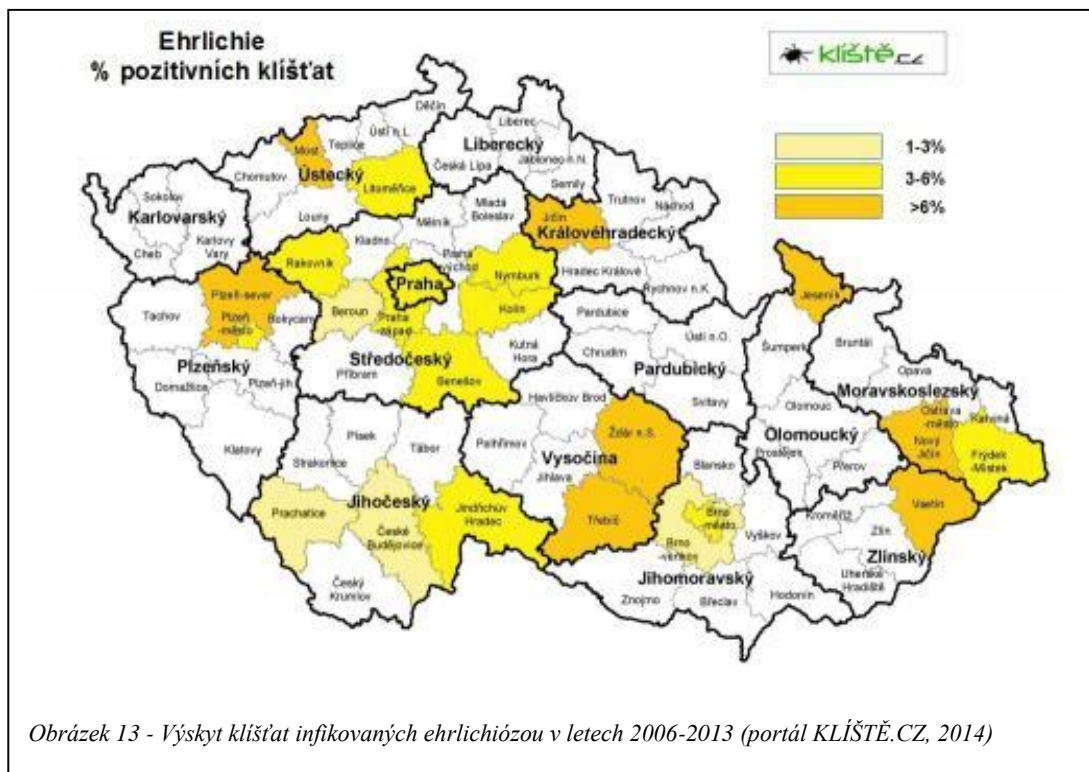 Ehrlichie
% pozitivních klíšťat
klíště.cz
1-3%
3-6%
>6%
Děčín
Ústí n.L.
Teplice
Most
Ústecký
Chomutov
Litoměřice
Louny
Liberec
Liberecký
Česká Lípa
Jablonec n.N.
Semily
Sokolov
Karlovarský
Cheb
Karlovy
Vary
Trutnov
Náchod
Jičín
Královéhradecký
Hradec Králové
Rychnov n.K.
Mladá
Boleslav
Mělník
Kladno
Rakovník
Praha
Praha
Nymburk
Kolín
Beroun
Praha
-západ
Středočeský
Kutná
Hora
Příbram
Benešov
Plzeň-sever
Plzeň
-město
Tachov
Plzeňský
Domažlice
Plzeň-jih
Klatovy
Pardubice
Ústí n.O.
Chrudim
Pardubický
Svitavy
Jeseník
Šumperk
Bruntál
Opava
Moravskoslezský
Ostrava
-město
Karviná
Nový
Jičín
Frýdek
-Místek
Olomouc
Olomoucký
Prostějov
Přerov
Havlíčkův Brod
Žďár n.S.
Pelhřimov
Vysočina
Jihlava
Třebíč
Písek
Tábor
Strakonice
Jihočeský
Prachatice
České
Budějovice
Jindřichův
Hradec
Český
Krumlov
Blansko
Brno
-město
Brno
-venkov
Vyškov
Jihomoravský
Znojmo
Břeclav
Hodonín
Vsetín
Kroměříž
Zlín
Zlínský
Uherské
Hradiště
Obrázek 13 - Výskyt klíšťat infikovaných ehrlichiózou v letech 2006-2013 (portál KLÍŠTĚ.CZ, 2014)